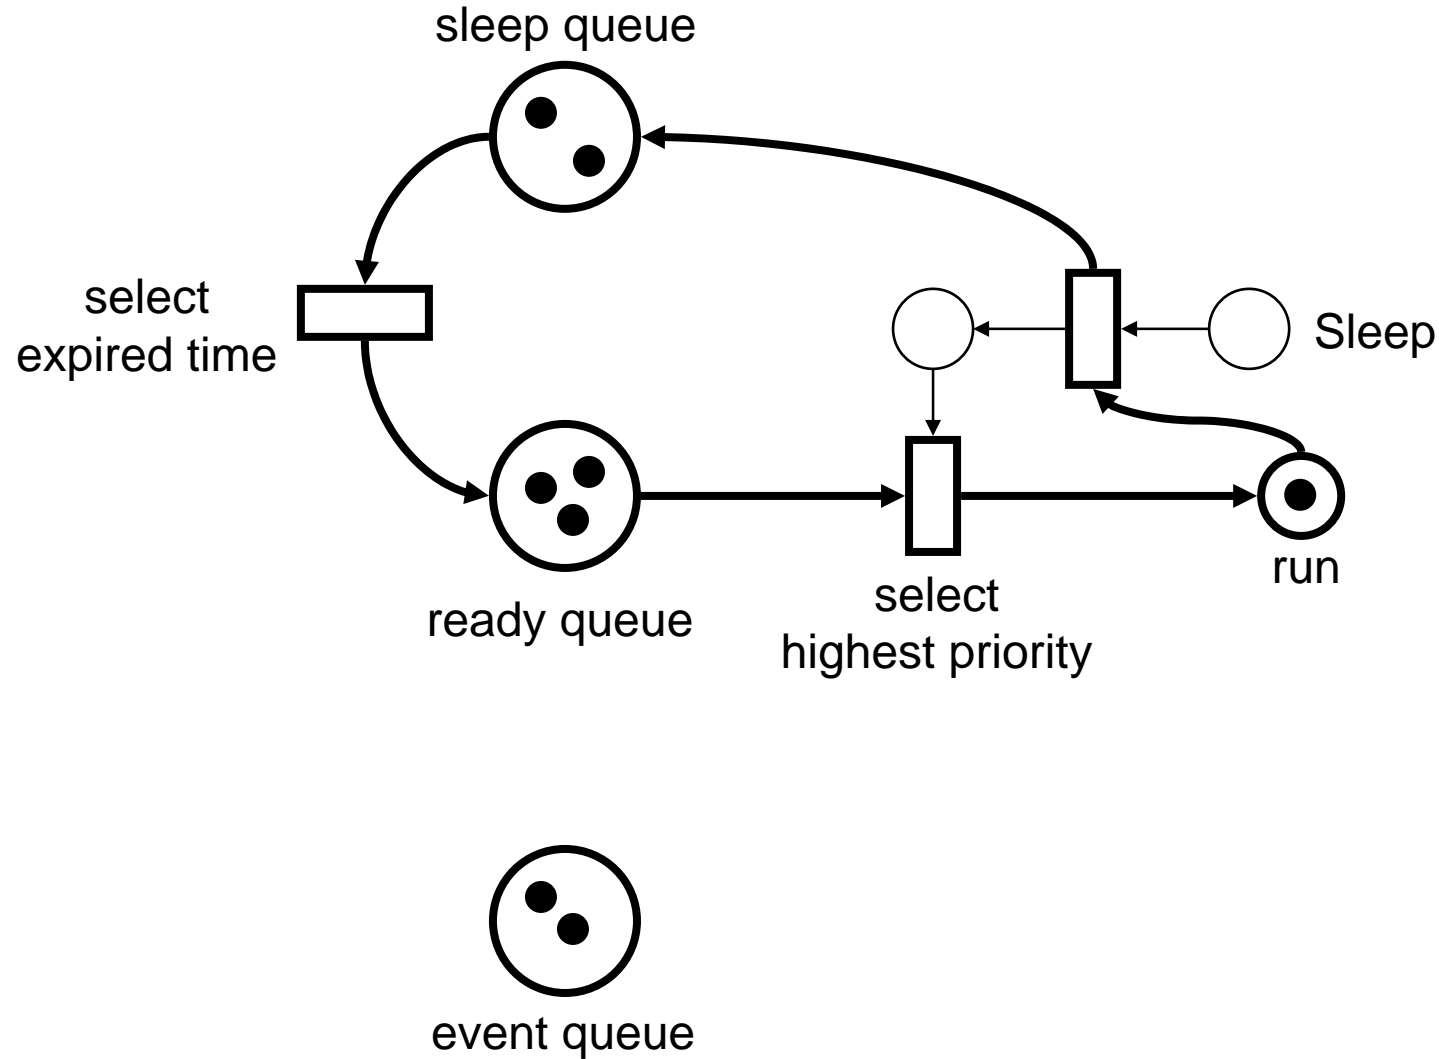 sleep queue
select
expired time
Sleep
run
ready queue
select
highest priority
event queue